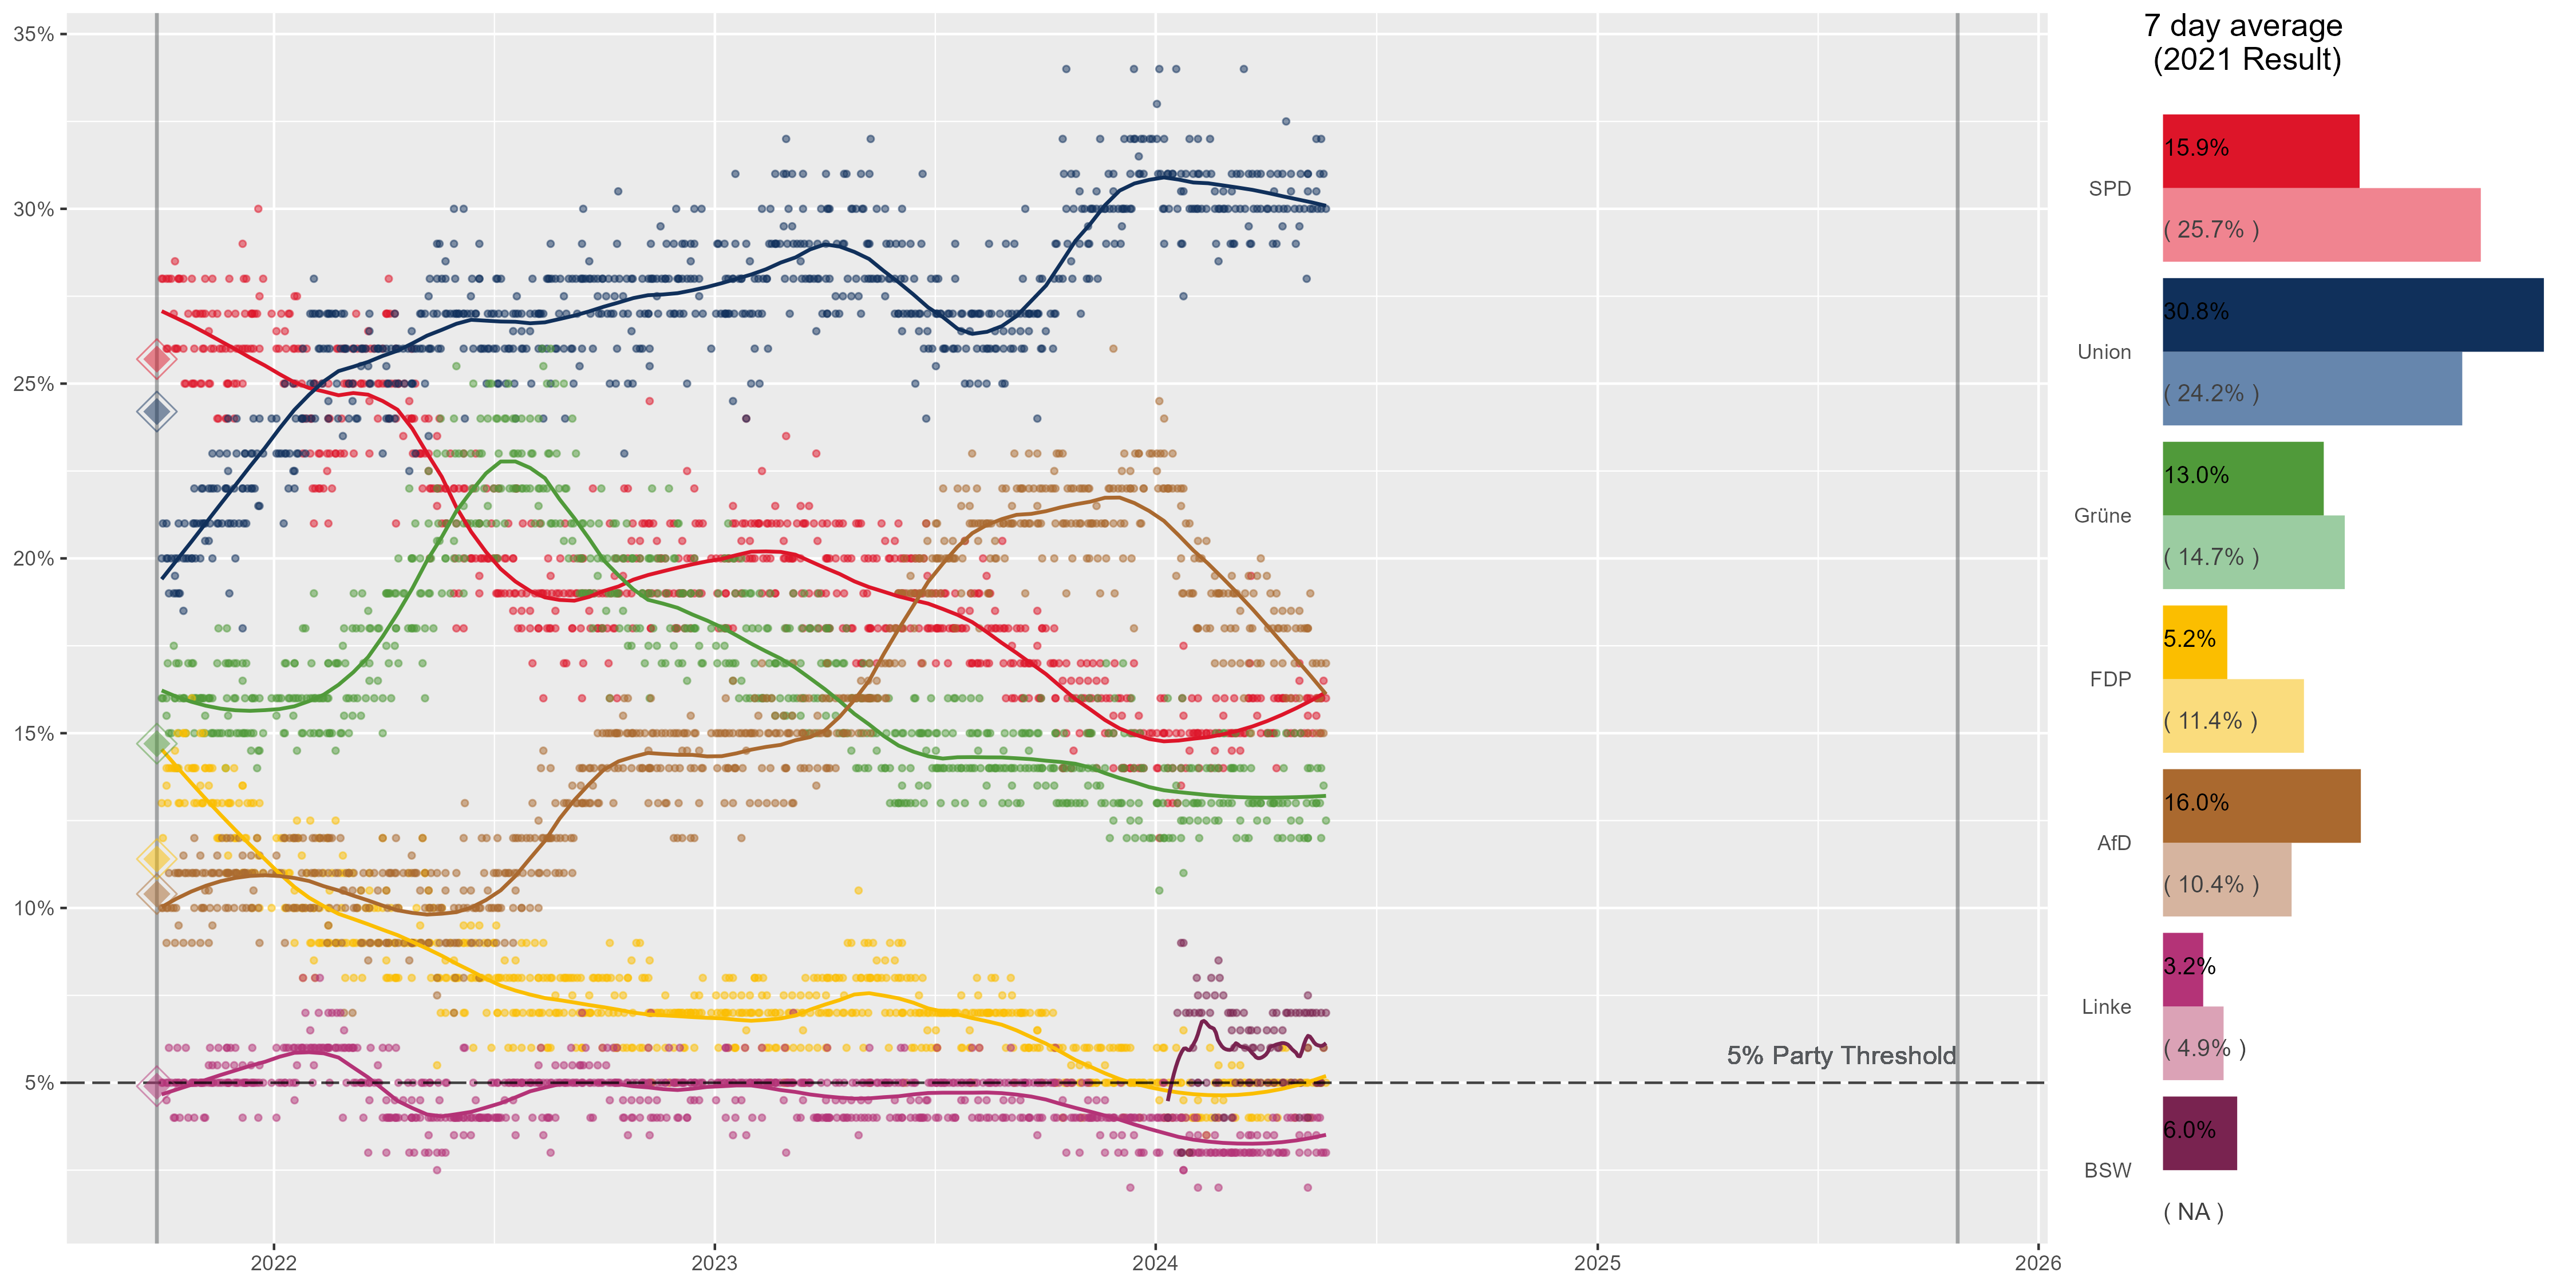 35%
30%
25%
20%
15%
10%
5%
5% Party Threshold
2022
2023
2024
2025
2026
7 day average
(2021 Result)
SPD
15.9%
( 25.7% )
Union
30.8%
( 24.2% )
Grüne
13.0%
( 14.7% )
FDP
5.2%
( 11.4% )
AfD
16.0%
( 10.4% )
Linke
3.2%
( 4.9% )
BSW
6.0%
( NA )